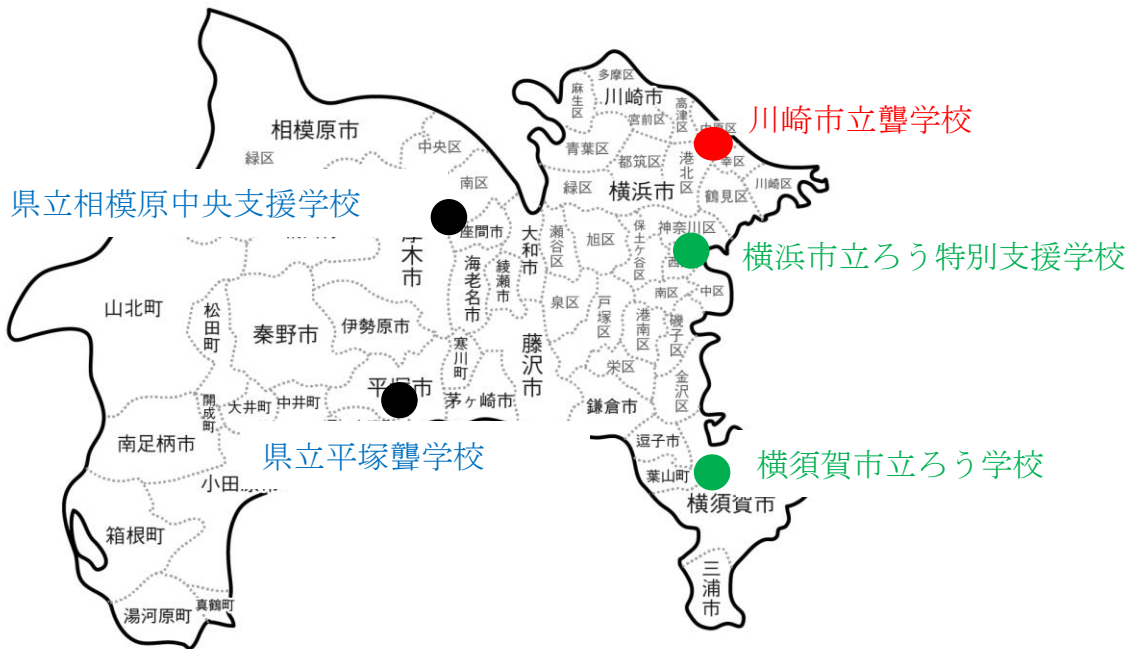 多摩区
麻生区
川崎市
高津区
宮前区
川崎市立聾学校
相模原市
中央区
緑区
青葉区
都筑区
港北区
幸区
南区
緑区
横浜市
鶴見区
川崎区
県立相模原中央支援学校
座間市
大和市
瀬谷区
旭区
保土ケ谷区
神奈川区
横浜市立ろう特別支援学校
海老名市
綾瀬市
南区
中区
山北町
松田町
秦野市
伊勢原市
泉区
戸塚区
港南区
磯子区
寒川町
藤沢市
栄区
金沢区
平塚市
開成町
大井町
中井町
茅ヶ崎市
鎌倉市
南足柄市
県立平塚聾学校
逗子市
葉山町
横須賀市立ろう学校
横須賀市
箱根町
三浦市
湯河原町
真鶴町